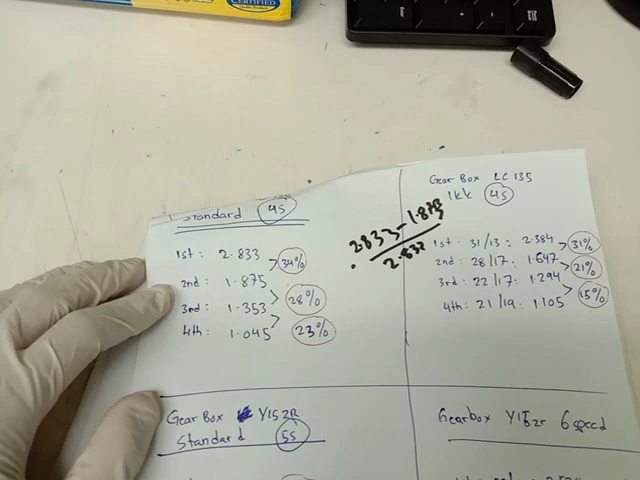 CERTIFIED
Standard 4S
1st: 2.833
34%
2nd: 1.875
28%
3rd: 1.353
23%
4th: 1.045
2.833-1.875
2.833
Gear Box LC 135
1kk 4S
1st: 31/13: 2.384
31%
2nd: 28/17: 1.647
21%
3rd: 22/17: 1.294
15%
4th: 21/19: 1.105
Gear Box Y15ZR
Standard 5S
Gearbox Y15zr 6 speed